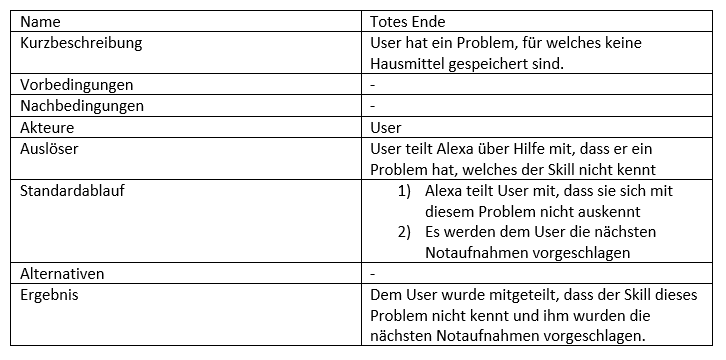 Name Totes Ende
Kurzbeschreibung User hat ein Problem, für welches keine
Hausmittel gespeichert sind.
Vorbedingungen -
Nachbedingungen -
Akteure User
Auslöser User teilt Alexa über Hilfe mit, dass er ein
Problem hat, welches der Skill nicht kennt
Standardablauf 1) Alexa teilt User mit, dass sie sich mit
diesem Problem nicht auskennt
2) Es werden dem User die nächsten
Notaufnahmen vorgeschlagen
Alternativen -
Ergebnis Dem User wurde mitgeteilt, dass der Skill dieses
Problem nicht kennt und ihm wurden die
nächsten Notaufnahmen vorgeschlagen.